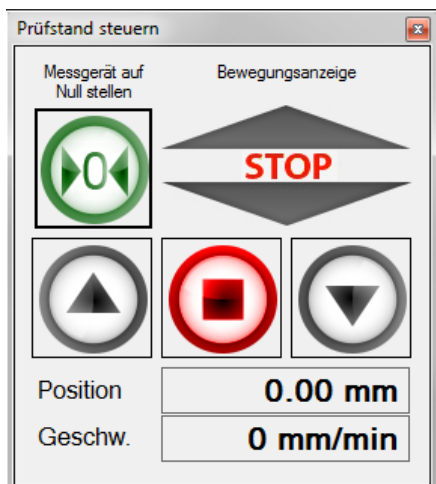 Prüfstand steuern
Messgerät auf
Null stellen
Bewegungsanzeige
0
STOP
Position 0.00 mm
Geschw. 0 mm/min